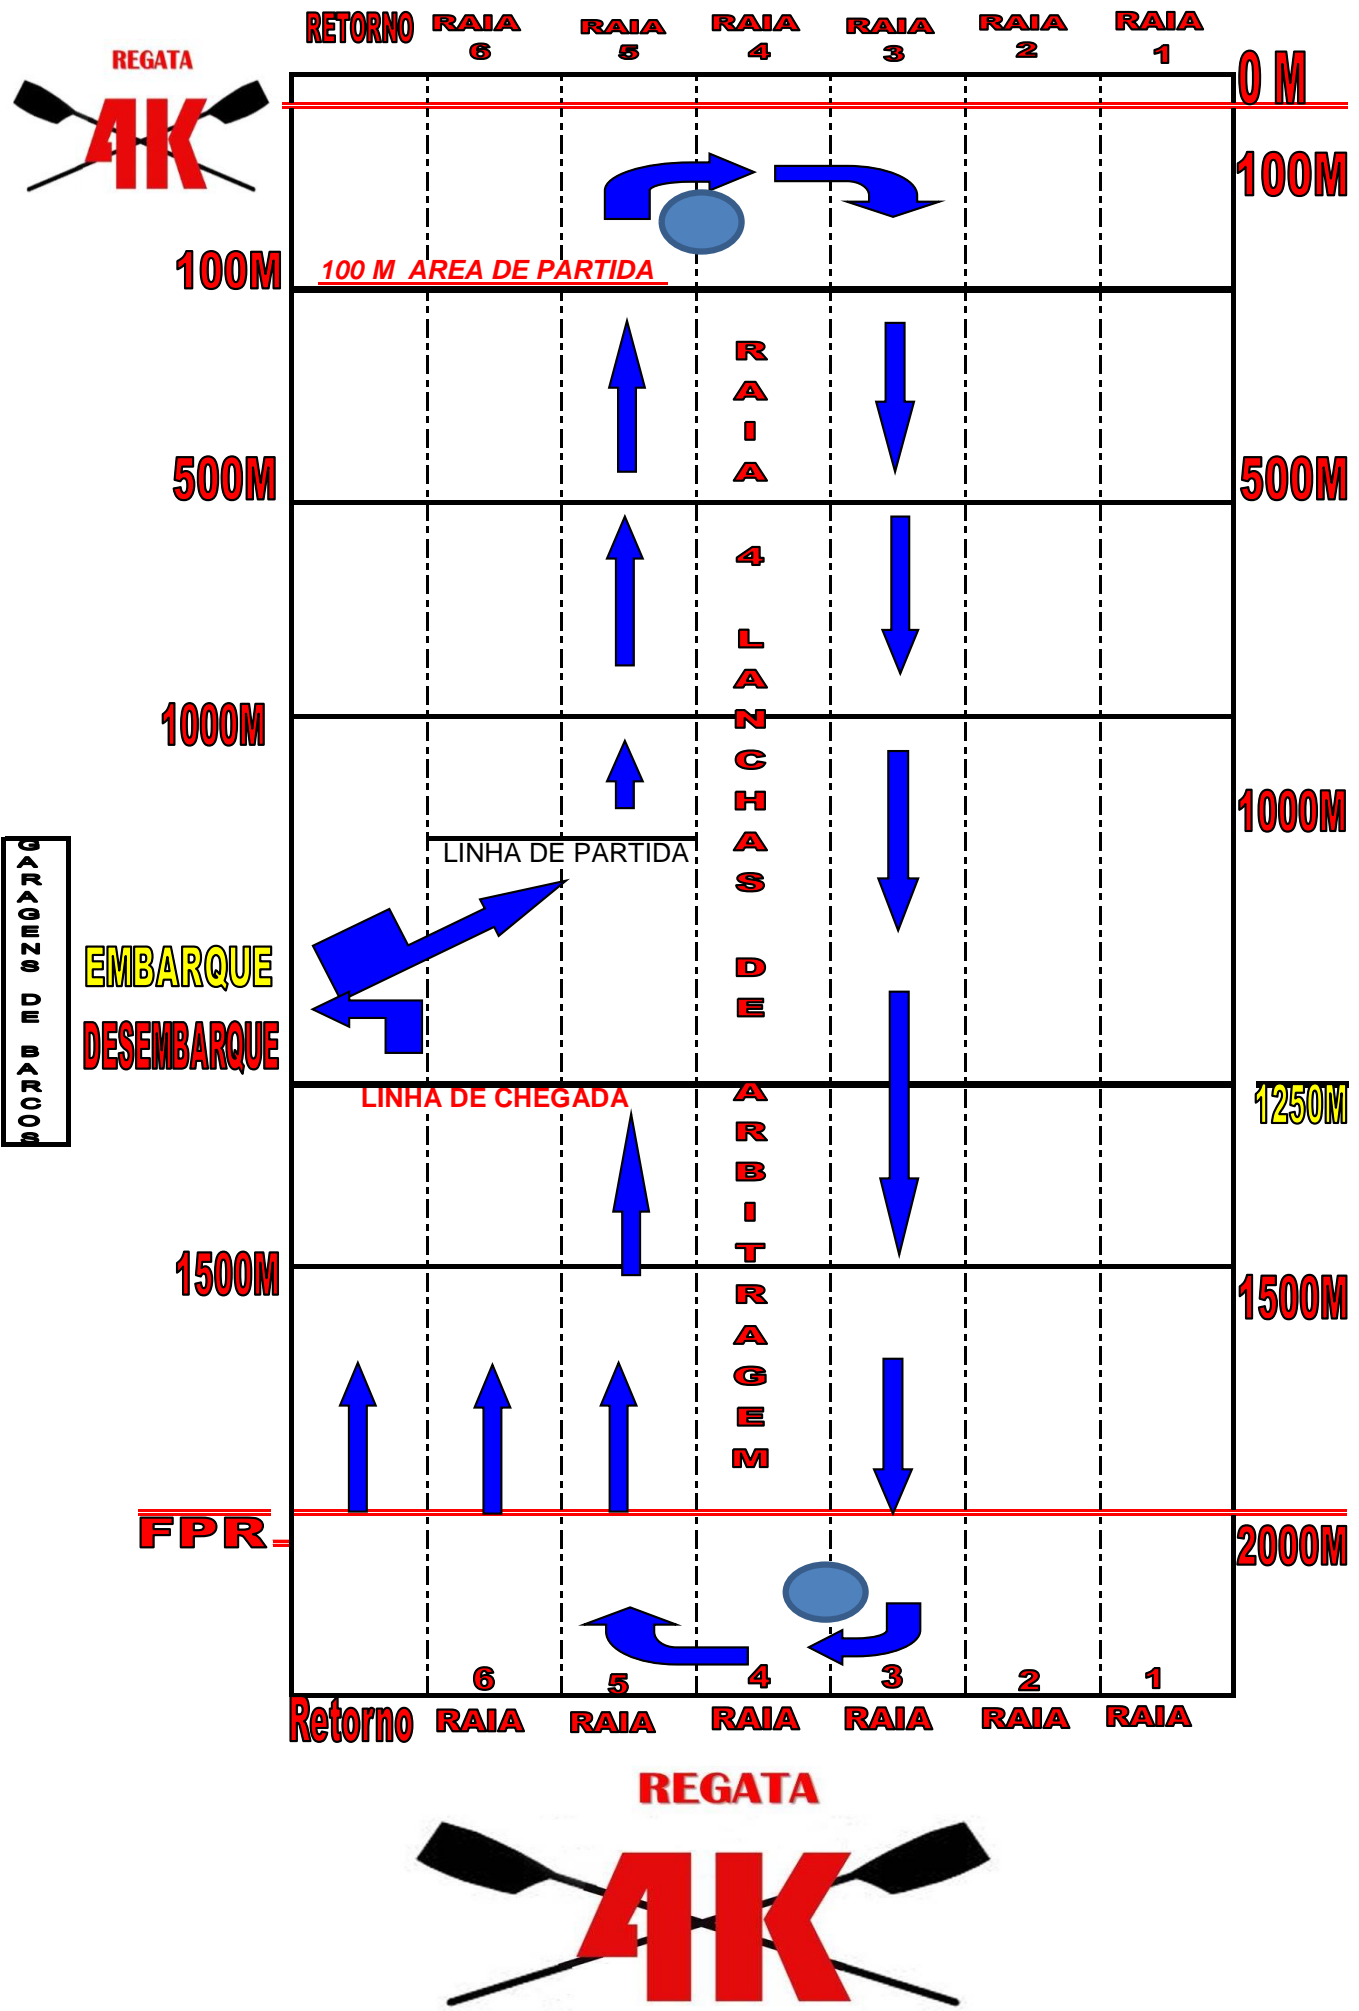 RETORNO
RAIA
6
RAIA
5
RAIA
4
RAIA
3
RAIA
2
RAIA
1
REGATA
4K
0 M
100M
100M
100 M  AREA DE PARTIDA
500M
500M
1000M
1000M
RAIA 4 LANCHAS DE ARBITRAGEM
LINHA DE PARTIDA
GARAGENS DE BARCOS
EMBARQUE
DESEMBARQUE
LINHA DE CHEGADA
1250M
1500M
1500M
FPR
2000M
6
5
4
3
2
1
Retorno
RAIA
RAIA
RAIA
RAIA
RAIA
RAIA
REGATA
4K